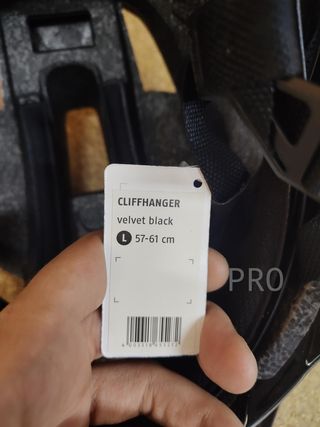 CLIFFHANGER
velvet black
L 57-61 cm
PRO